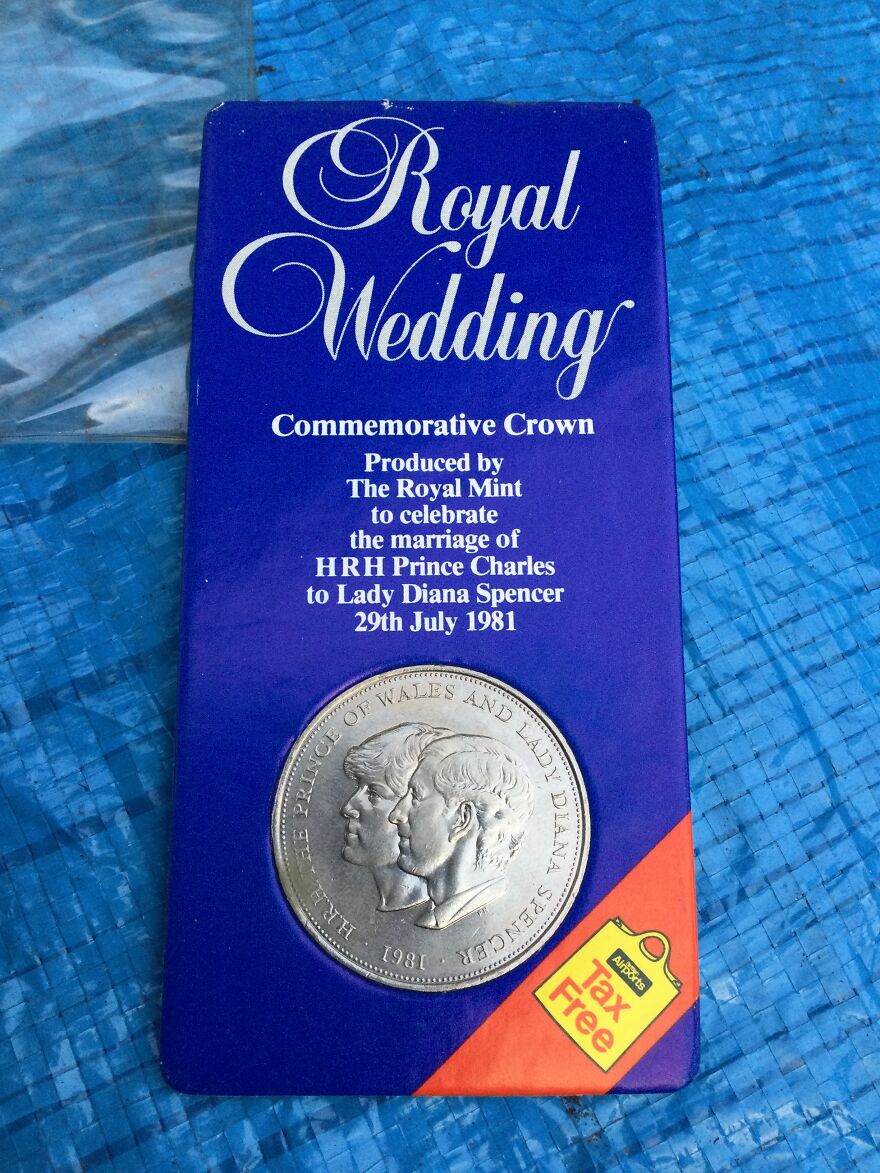 Royal
Wedding
Commemorative Crown
Produced by
The Royal Mint
to celebrate
the marriage of
HRH Prince Charles
to Lady Diana Spencer
29th July 1981
H.R.H. THE PRINCE OF WALES AND LADY DIANA SPENCER
· 1981 ·
Airports
Tax
Free